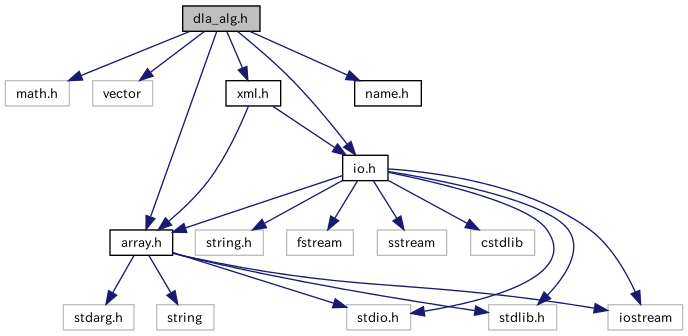 dla_alg.h
math.h
vector
xml.h
name.h
io.h
array.h
string.h
fstream
sstream
cstdlib
stdarg.h
string
stdio.h
stdlib.h
iostream